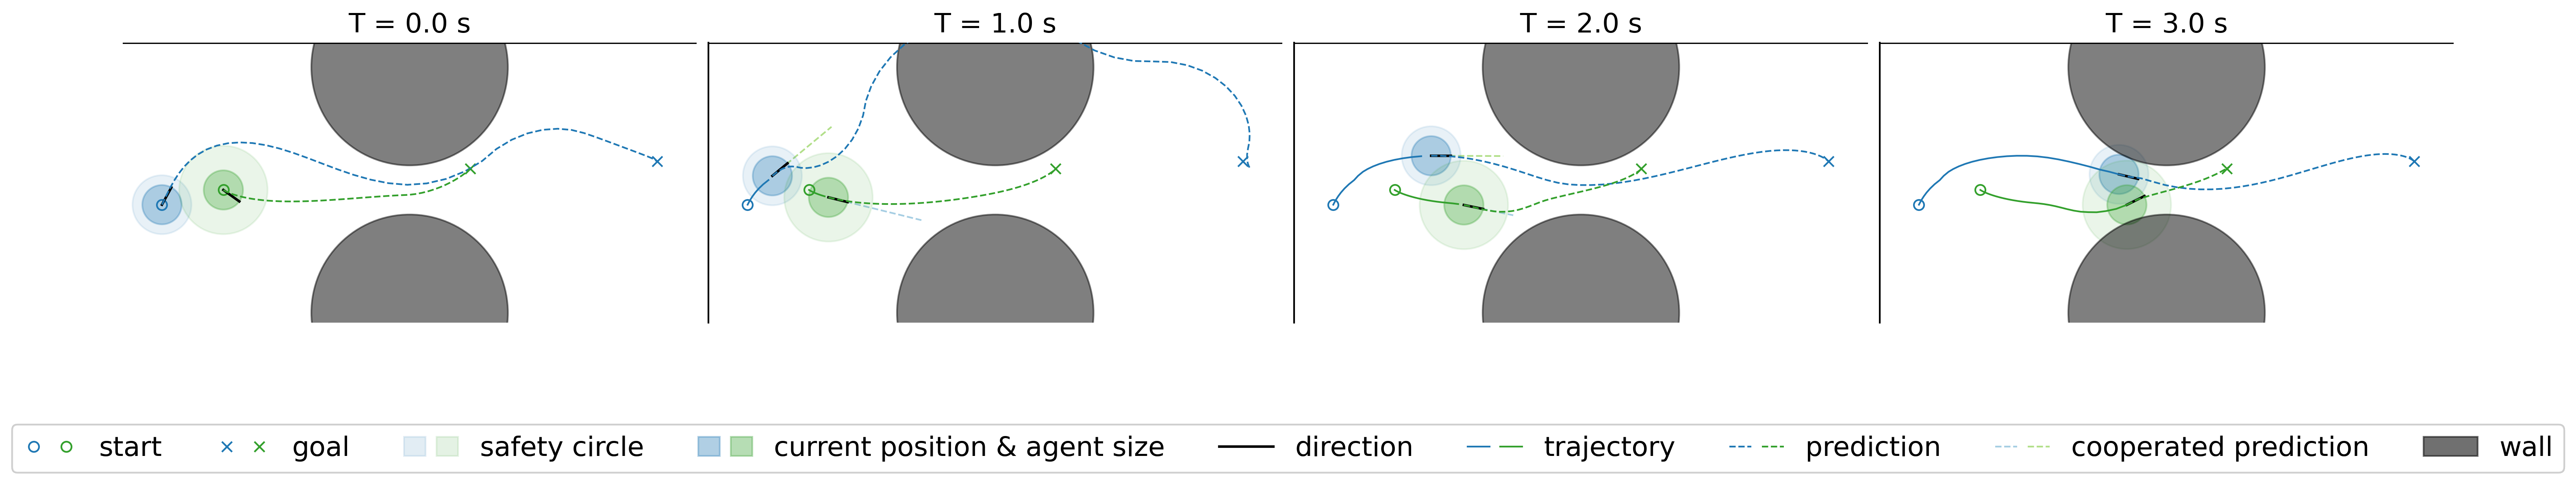 T = 0.0 s
T = 1.0 s
T = 2.0 s
T = 3.0 s
start goal safety circle current position & agent size direction trajectory prediction cooperated prediction wall